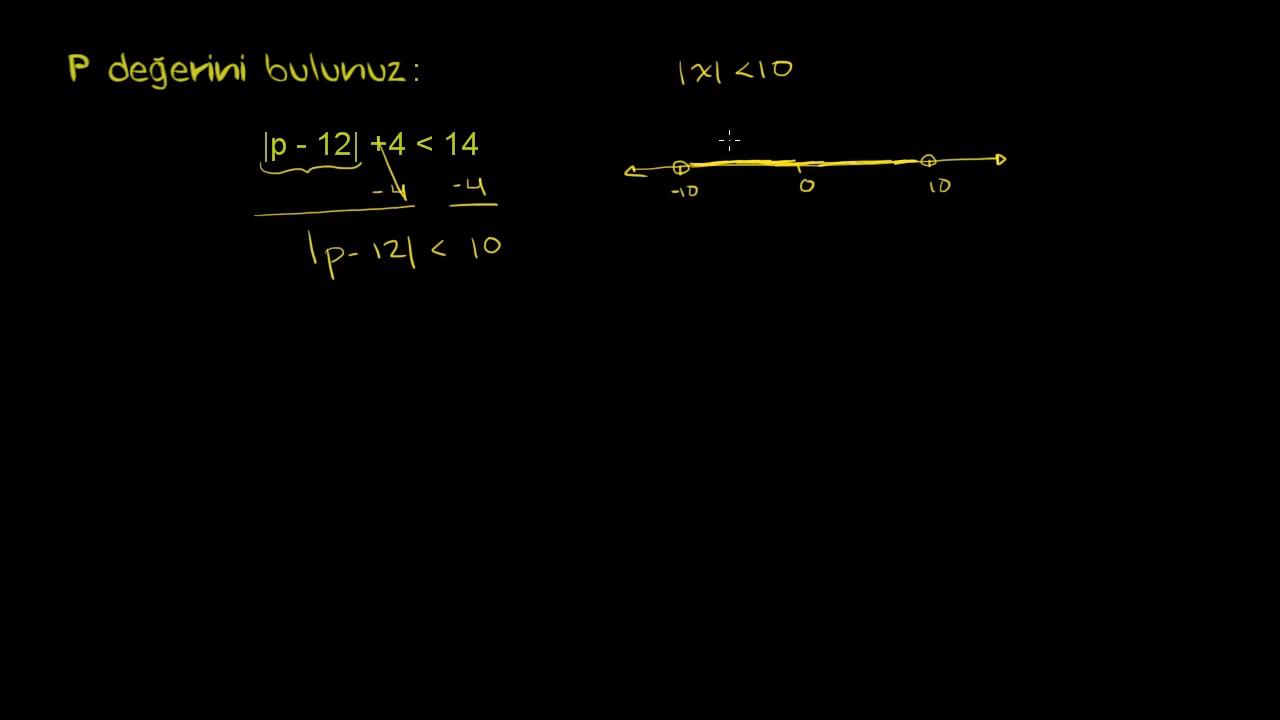 P değerini bulunuz:
|p - 12| +4 < 14
-4 -4
|p - 12| < 10
|x| < 10
-10 0 10